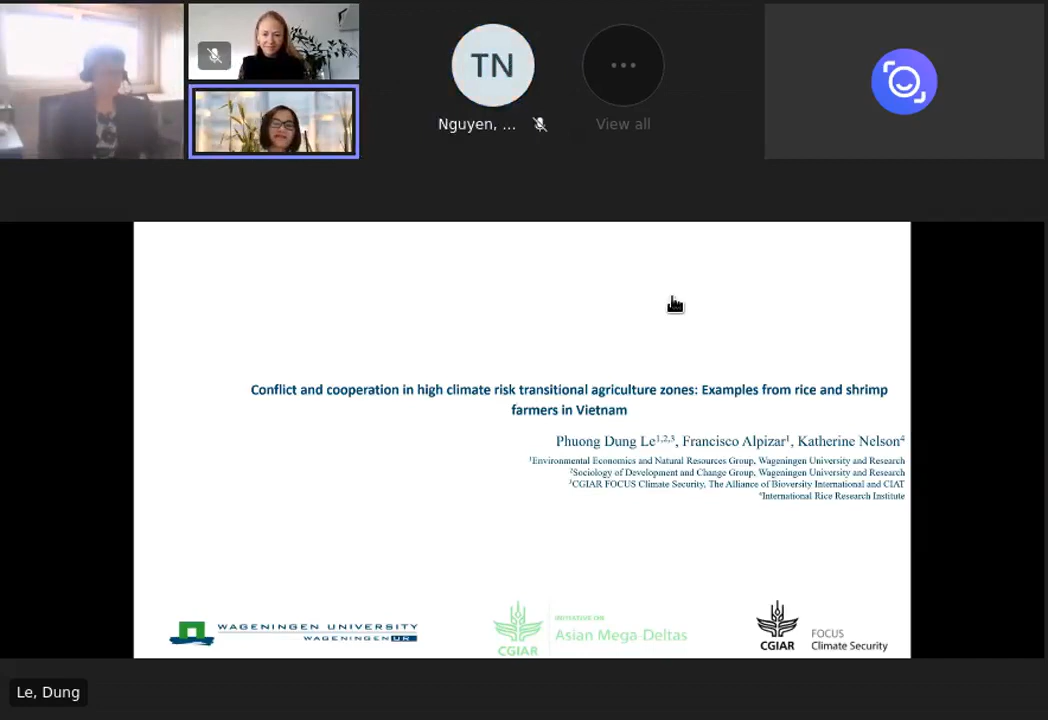 TN
Nguyen, ...
View all
Conflict and cooperation in high climate risk transitional agriculture zones: Examples from rice and shrimp
farmers in Vietnam
Phuong Dung Le1,2,3, Francisco Alpizar1, Katherine Nelson4
1Environmental Economics and Natural Resources Group, Wageningen University and Research
2Sociology of Development and Change Group, Wageningen University and Research
3CGIAR FOCUS Climate Security, The Alliance of Bioversity International and CIAT
4International Rice Research Institute
WAGENINGEN UNIVERSITY
WAGENINGEN UR
CGIAR
INITIATIVE ON
Asian Mega-Deltas
CGIAR
FOCUS
Climate Security
Le, Dung